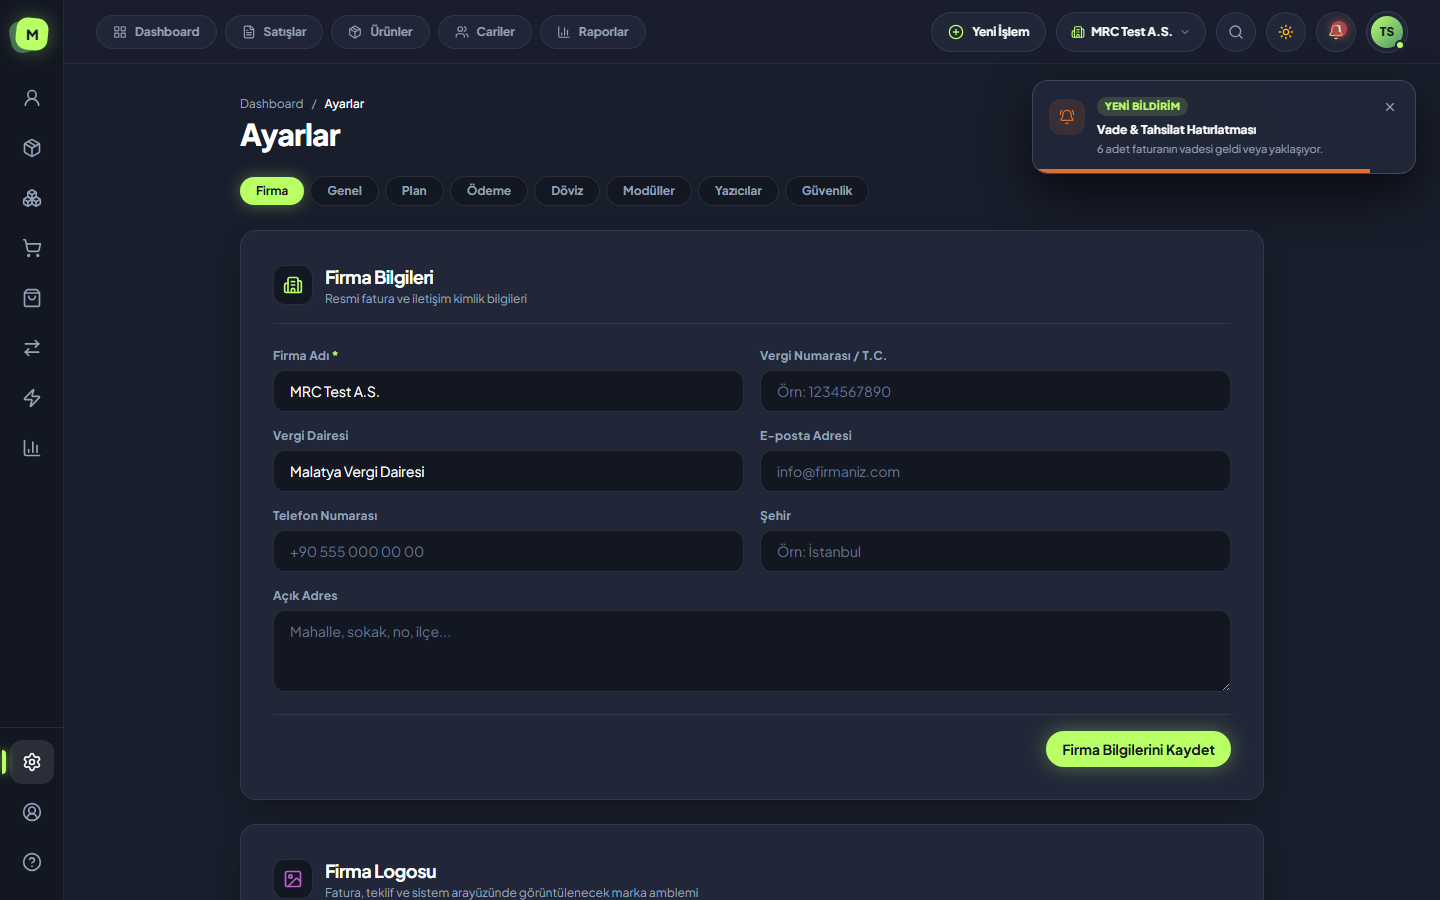 M
Dashboard
Satışlar
Ürünler
Cariler
Raporlar
Yeni İşlem
MRC Test A.S.
TS
YENİ BİLDİRİM
Vade & Tahsilat Hatırlatması
6 adet faturanın vadesi geldi veya yaklaşıyor.
Dashboard / Ayarlar
Ayarlar
Firma
Genel
Plan
Ödeme
Döviz
Modüller
Yazıcılar
Güvenlik
Firma Bilgileri
Resmi fatura ve iletişim kimlik bilgileri
Firma Adı *
MRC Test A.S.
Vergi Numarası / T.C.
Örn: 1234567890
Vergi Dairesi
Malatya Vergi Dairesi
E-posta Adresi
info@firmaniz.com
Telefon Numarası
+90 555 000 00 00
Şehir
Örn: İstanbul
Açık Adres
Mahalle, sokak, no, ilçe...
Firma Bilgilerini Kaydet
Firma Logosu
Fatura, teklif ve sistem arayüzünde görüntülenecek marka amblemi